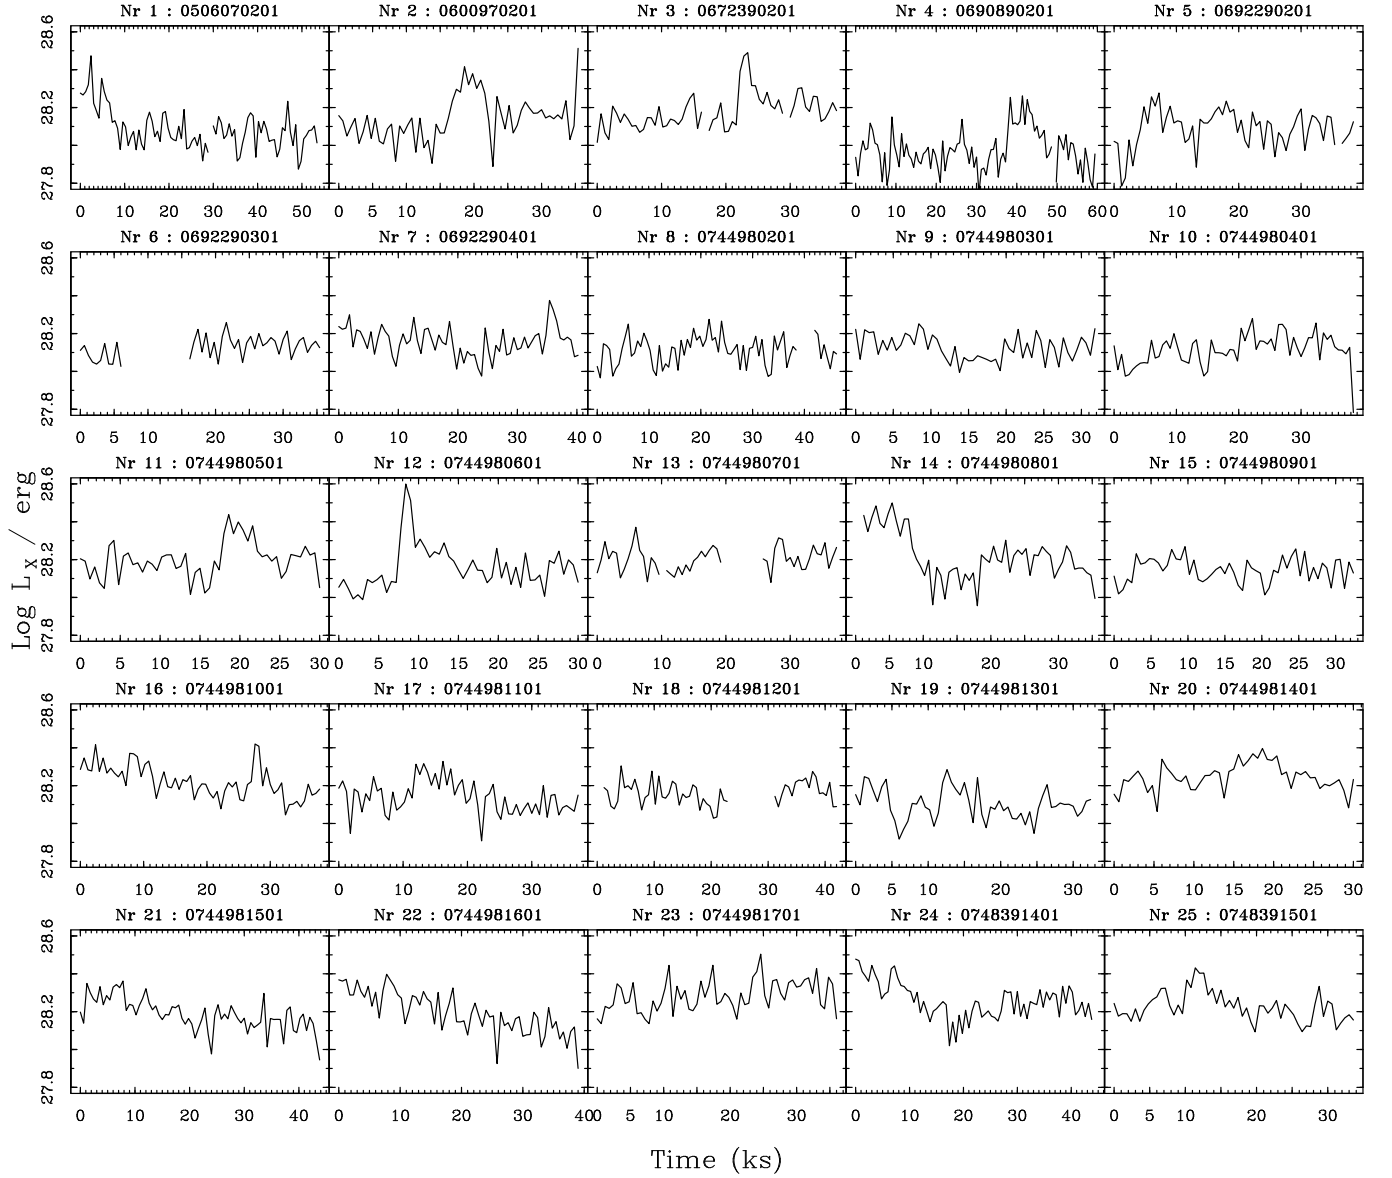 Nr 1 : 0506070201 Nr 2 : 0600970201 Nr 3 : 0672390201 Nr 4 : 0690890201 Nr 5 : 0692290201
28.6
28.2
27.8
0 10 20 30 40 50 0 5 10 20 30 0 10 20 30 0 10 20 30 40 50 60 0 10 20 30
Nr 6 : 0692290301 Nr 7 : 0692290401 Nr 8 : 0744980201 Nr 9 : 0744980301 Nr 10 : 0744980401
28.6
28.2
27.8
0 5 10 20 30 0 10 20 30 40 0 10 20 30 40 0 5 10 15 20 25 30 0 10 20 30
Nr 11 : 0744980501 Nr 12 : 0744980601 Nr 13 : 0744980701 Nr 14 : 0744980801 Nr 15 : 0744980901
28.6
28.2
27.8
0 5 10 15 20 25 30 0 5 10 15 20 25 30 0 10 20 30 0 5 10 20 30 0 5 10 15 20 25 30
Log L X / erg
Nr 16 : 0744981001 Nr 17 : 0744981101 Nr 18 : 0744981201 Nr 19 : 0744981301 Nr 20 : 0744981401
28.6
28.2
27.8
0 10 20 30 0 10 20 30 0 10 20 30 40 0 5 10 20 30 0 5 10 15 20 25 30
Nr 21 : 0744981501 Nr 22 : 0744981601 Nr 23 : 0744981701 Nr 24 : 0748391401 Nr 25 : 0748391501
28.6
28.2
27.8
0 10 20 30 40 0 10 20 30 40 0 5 10 20 30 0 10 20 30 40 0 5 10 20 30
Time (ks)